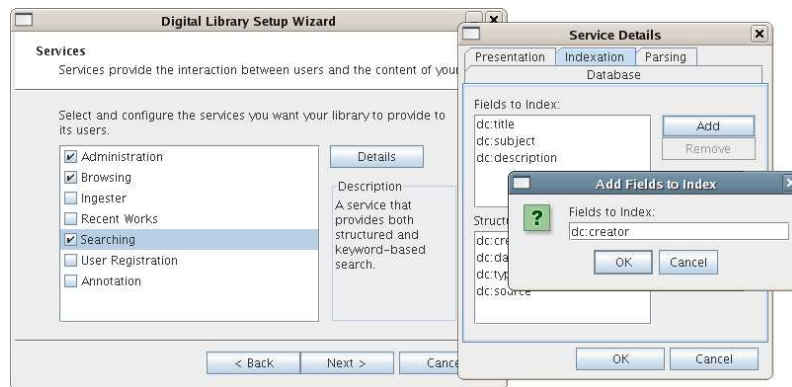 Digital Library Setup Wizard
Services
Services provide the interaction between users and the content of your
Select and configure the services you want your library to provide to
its users.
Administration
Browsing
Ingester
Recent Works
Searching
User Registration
Annotation
Details
Description
A service that
provides both
structured and
keyword-based
search.
< Back
Next >
Service Details
Presentation
Indexation
Parsing
Database
Fields to Index:
dc:title
dc:subject
dc:description
Add
Remove
dc:source
OK
Cancel
Add Fields to Index
?
Fields to Index:
dc:creator
OK
Cancel